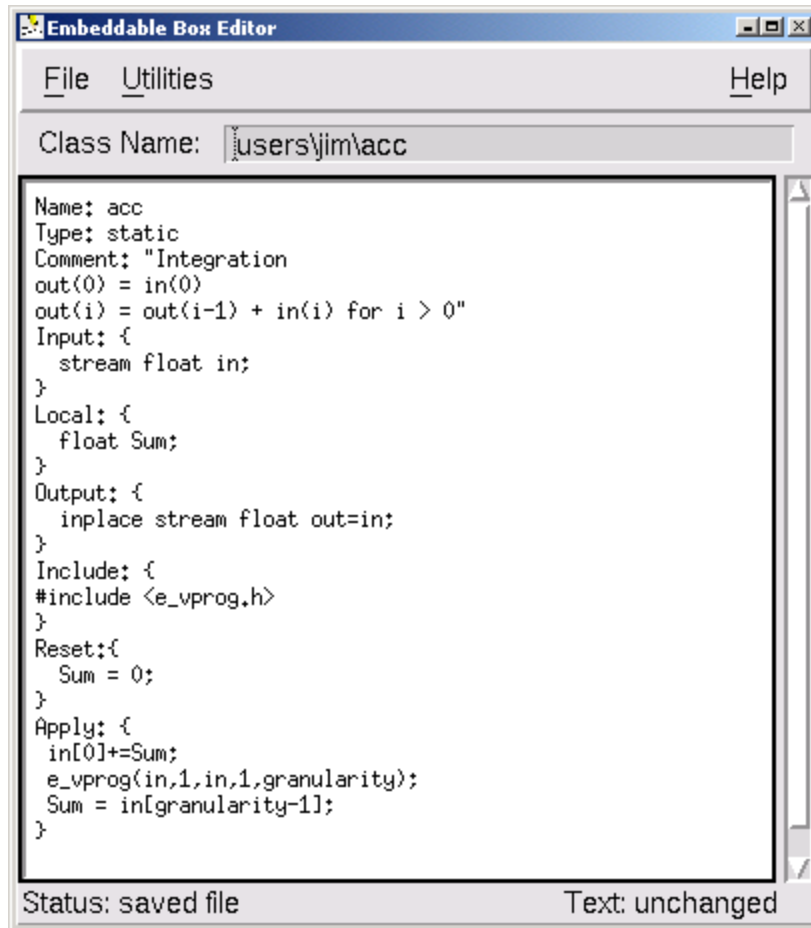 Embeddable Box Editor
File Utilities Help
Class Name: users\jim\acc
Name: acc
Type: static
Comment: "Integration
out(0) = in(0)
out(i) = out(i-1) + in(i) for i > 0"
Input: {
  stream float in;
}
Local: {
  float Sum;
}
Output: {
  inplace stream float out=in;
}
Include: {
#include <e_vprog.h>
}
Reset:{
  Sum = 0;
}
Apply: {
 in[0]+=Sum;
 e_vprog(in,1,in,1,granularity);
 Sum = in[granularity-1];
}
Status: saved file Text: unchanged